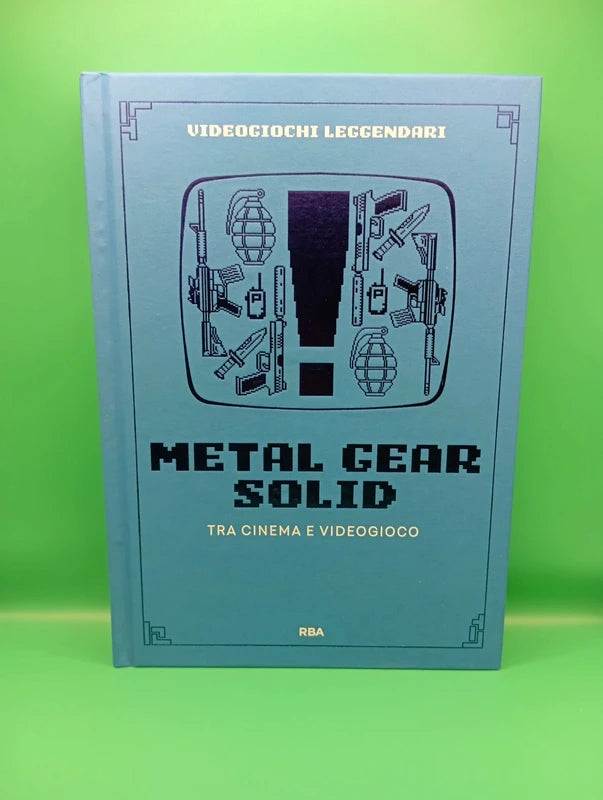 VIDEOGIOCHI LEGGENDARI
!
METAL GEAR
SOLID
TRA CINEMA E VIDEOGIOCO
RBA